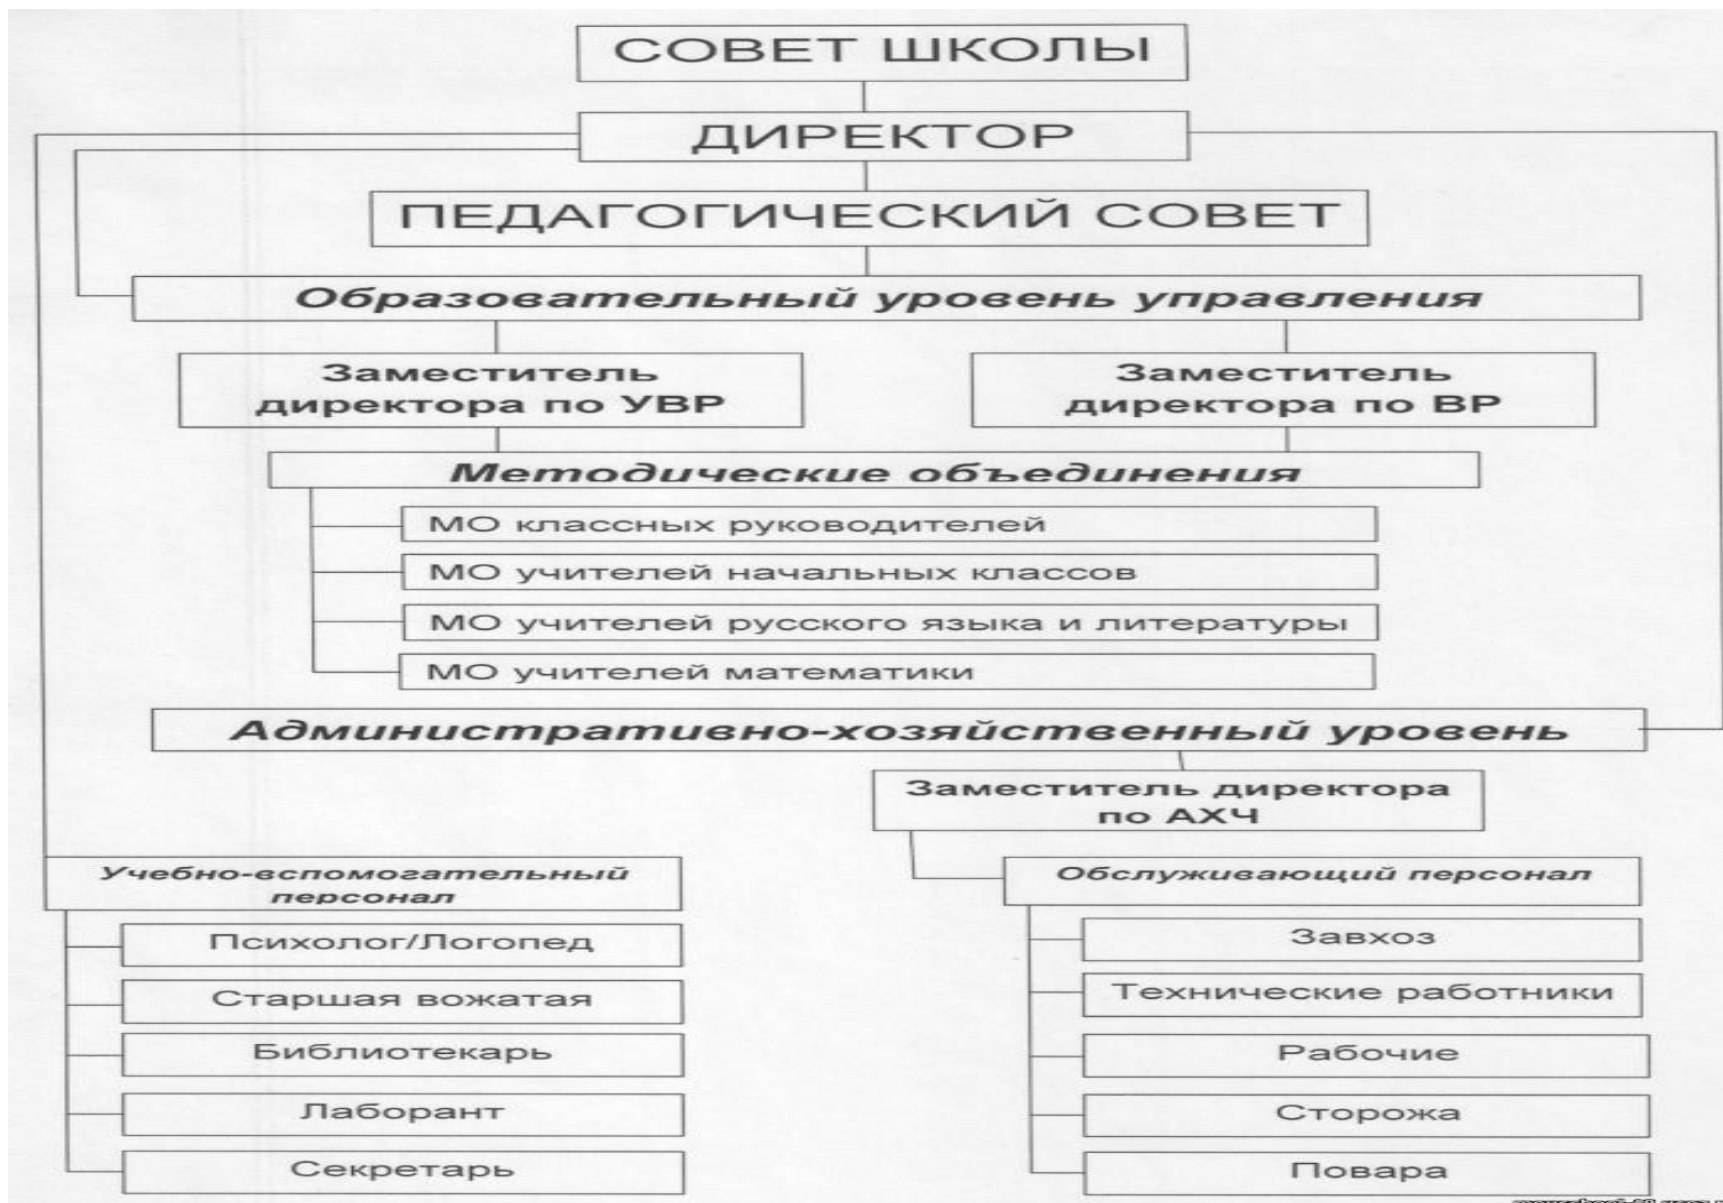 СОВЕТ ШКОЛЫ
ДИРЕКТОР
ПЕДАГОГИЧЕСКИЙ СОВЕТ
Образовательный уровень управления
Заместитель
директора по УВР
Заместитель
директора по ВР
Методические объединения
МО классных руководителей
МО учителей начальных классов
МО учителей русского языка и литературы
МО учителей математики
Административно-хозяйственный уровень
Заместитель директора
по АХЧ
Учебно-вспомогательный
персонал
Психолог/Логопед
Старшая вожатая
Библиотекарь
Лаборант
Секретарь
Обслуживающий персонал
Завхоз
Технические работники
Рабочие
Сторожа
Повара